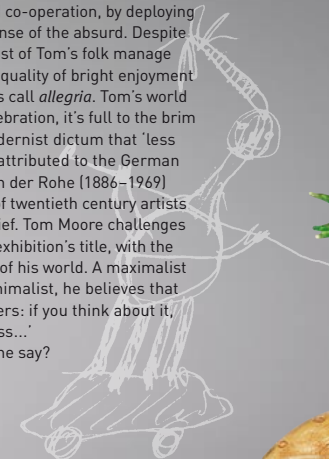 co-operation, by deploying
nse of the absurd. Despite
st of Tom's folk manage
quality of bright enjoyment
s call allegria. Tom's world
ebration, it's full to the brim
dernist dictum that 'less
attributed to the German
n der Rohe (1886–1969)
of twentieth century artists
ief. Tom Moore challenges
exhibition's title, with the
of his world. A maximalist
nimalist, he believes that
ers: if you think about it,
ss...'
he say?